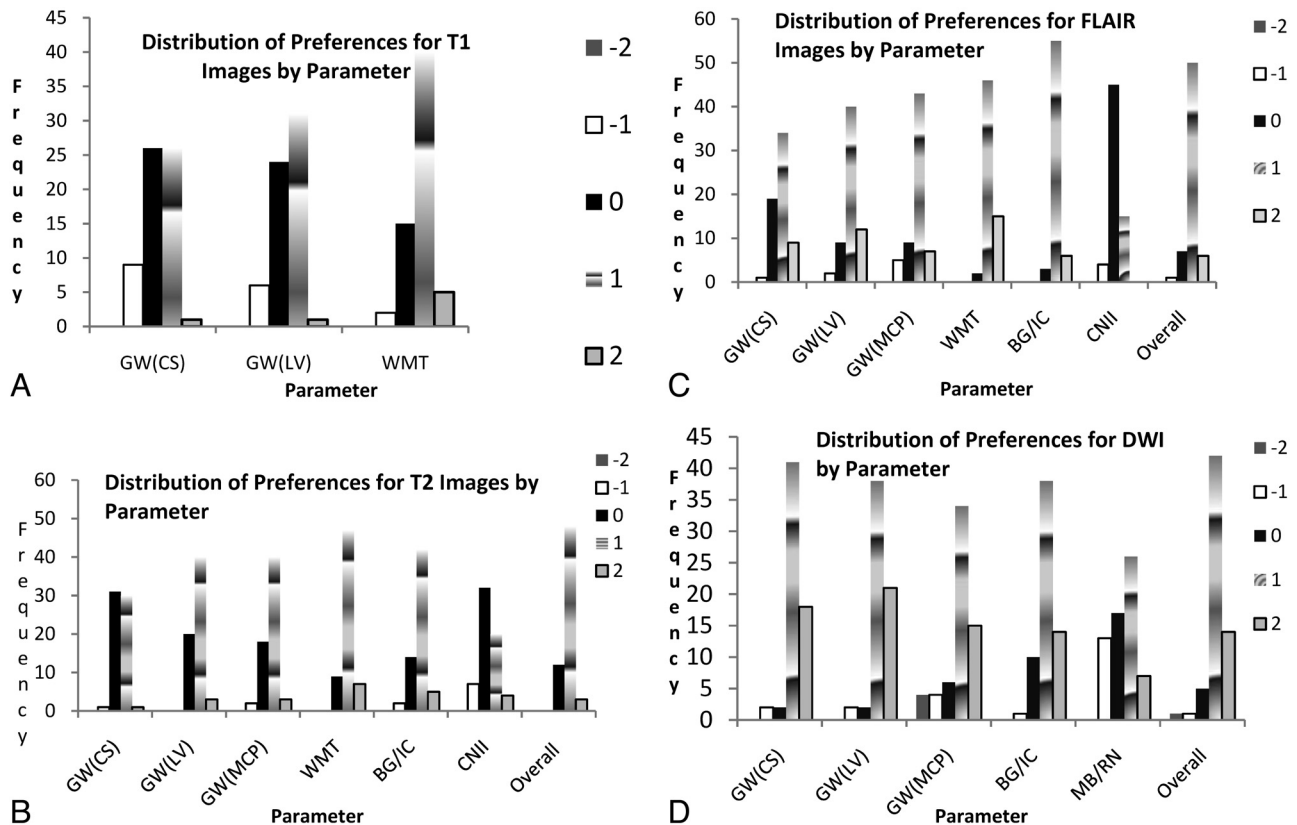 Distribution of Preferences for T1
Images by Parameter
Frequency
45
40
35
30
25
20
15
10
5
0
GW(CS) GW(LV) WMT
Parameter
-2
-1
0
1
2
A
Distribution of Preferences for T2 Images by
Parameter
Frequency
60
50
40
30
20
10
0
GW(CS) GW(LV) GW(MCP) WMT BG/IC CNII Overall
Parameter
-2
-1
0
1
2
B
Distribution of Preferences for FLAIR
Images by Parameter
Frequency
60
50
40
30
20
10
0
GW(CS) GW(LV) GW(MCP) WMT BG/IC CNII Overall
Parameter
-2
-1
0
1
2
C
Distribution of Preferences for DWI
by Parameter
Frequency
45
40
35
30
25
20
15
10
5
0
GW(CS) GW(LV) GW(MCP) BG/IC MB/RN Overall
Parameter
-2
-1
0
1
2
D